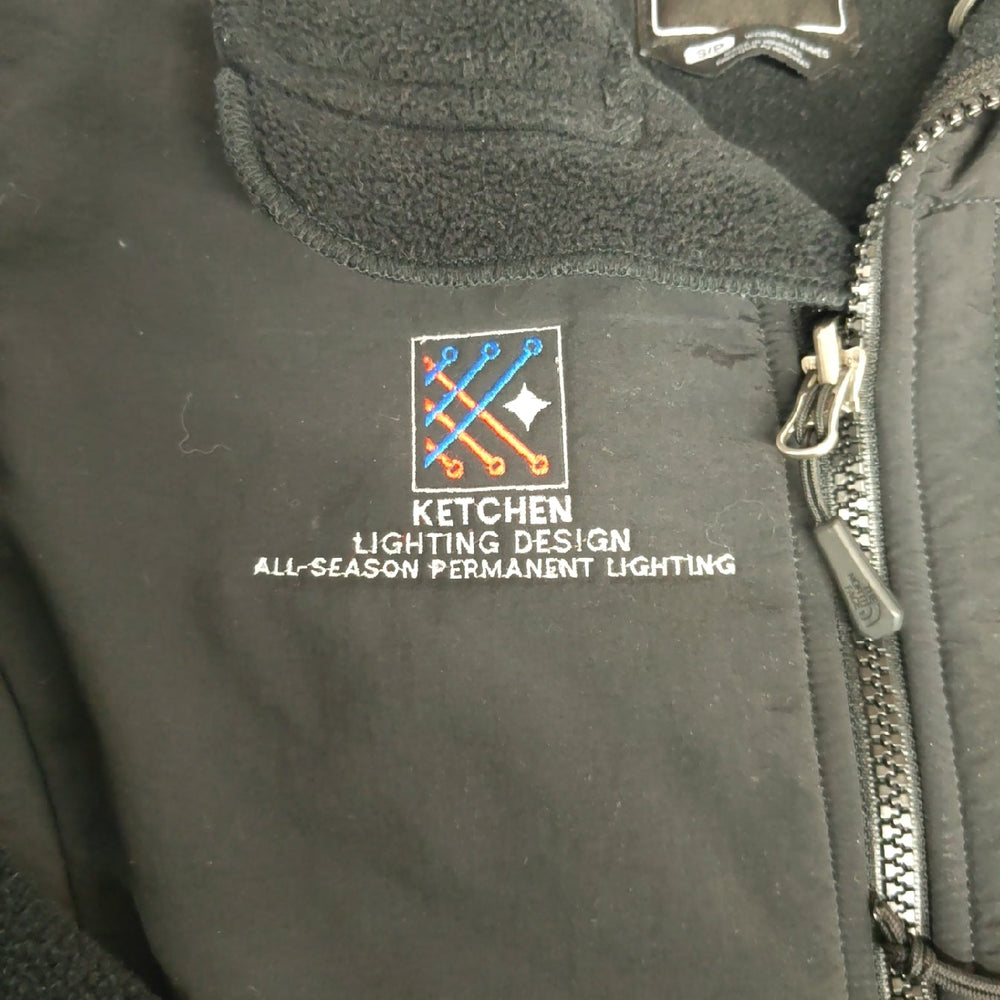 S/P
KETCHEN
LIGHTING DESIGN
ALL-SEASON PERMANENT LIGHTING